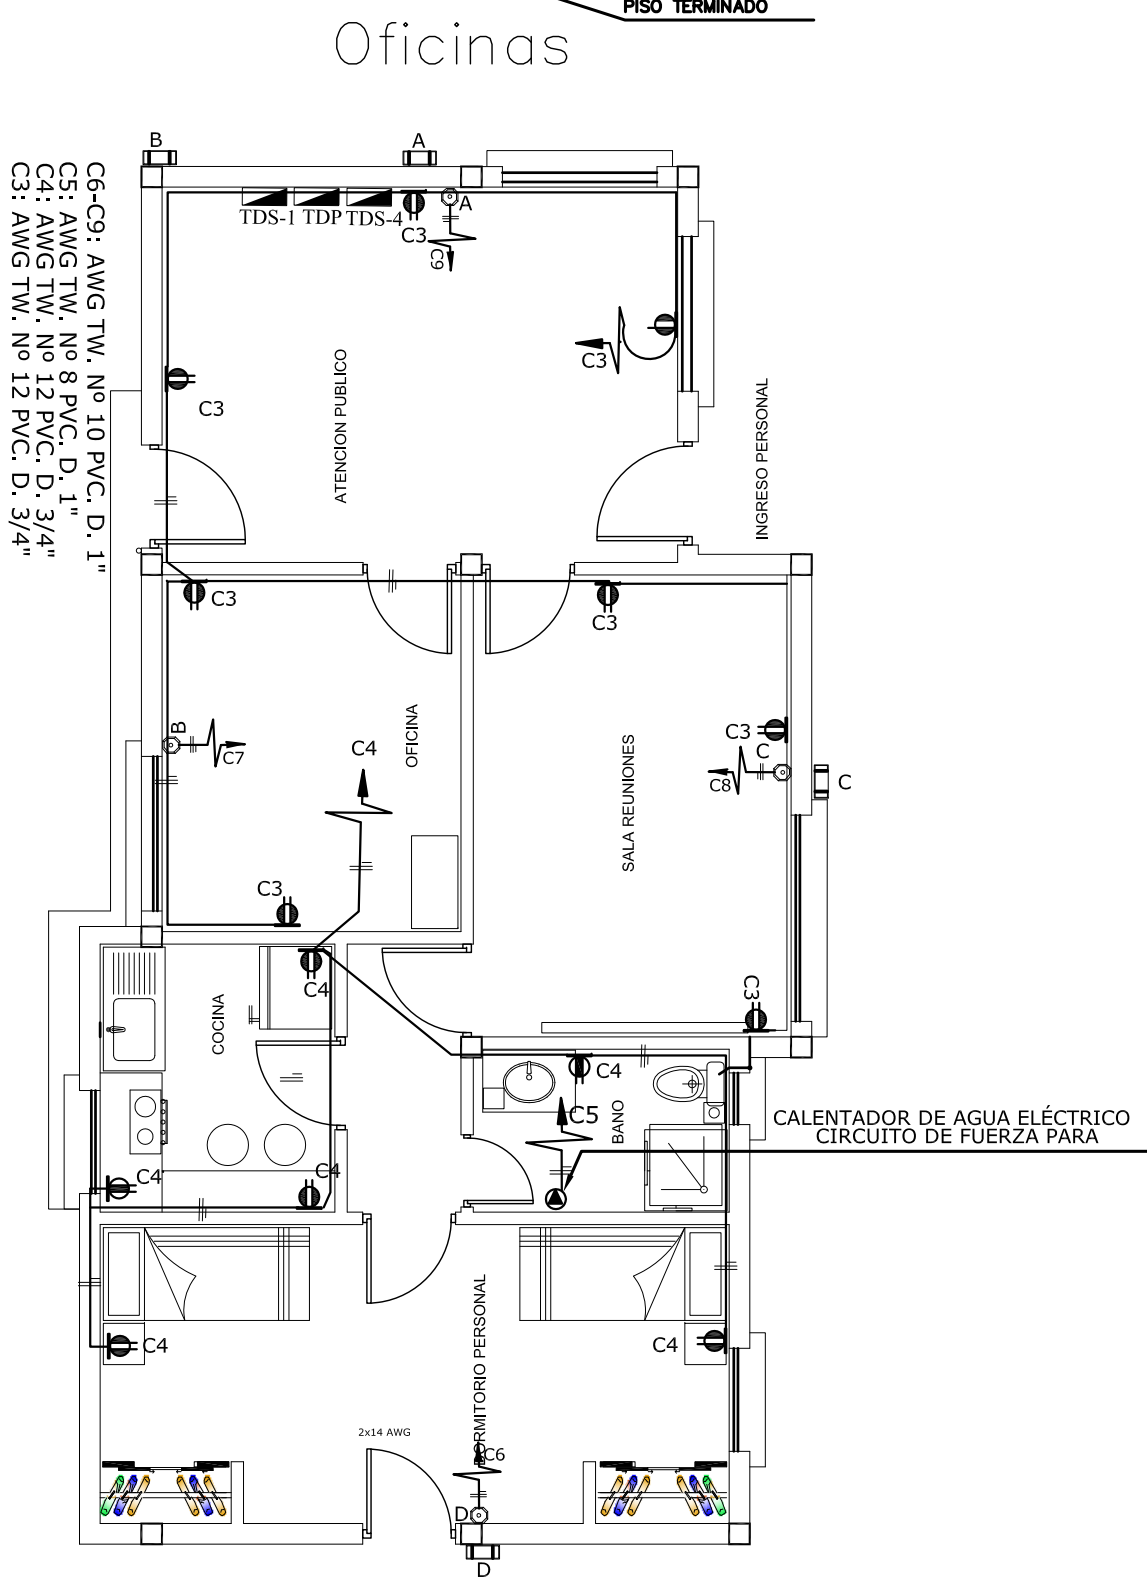 PISO TERMINADO
Oficinas
B
A
C6-C9: AWG TW. Nº 10 PVC. D. 1"
C5: AWG TW. Nº 8 PVC. D. 1"
C4: AWG TW. Nº 12 PVC. D. 3/4"
C3: AWG TW. Nº 12 PVC. D. 3/4"
TDS-1 TDP TDS-4
A
C3
C9
C3
C3
ATENCION PUBLICO
INGRESO PERSONAL
C3
C3
OFICINA
B
C7
C4
C3
C
C8
C
SALA REUNIONES
C3
C4
C3
COCINA
C4
C5
BANO
CALENTADOR DE AGUA ELÉCTRICO
CIRCUITO DE FUERZA PARA
C4
C4
C4
C4
DORMITORIO PERSONAL
2x14 AWG
C6
D
D